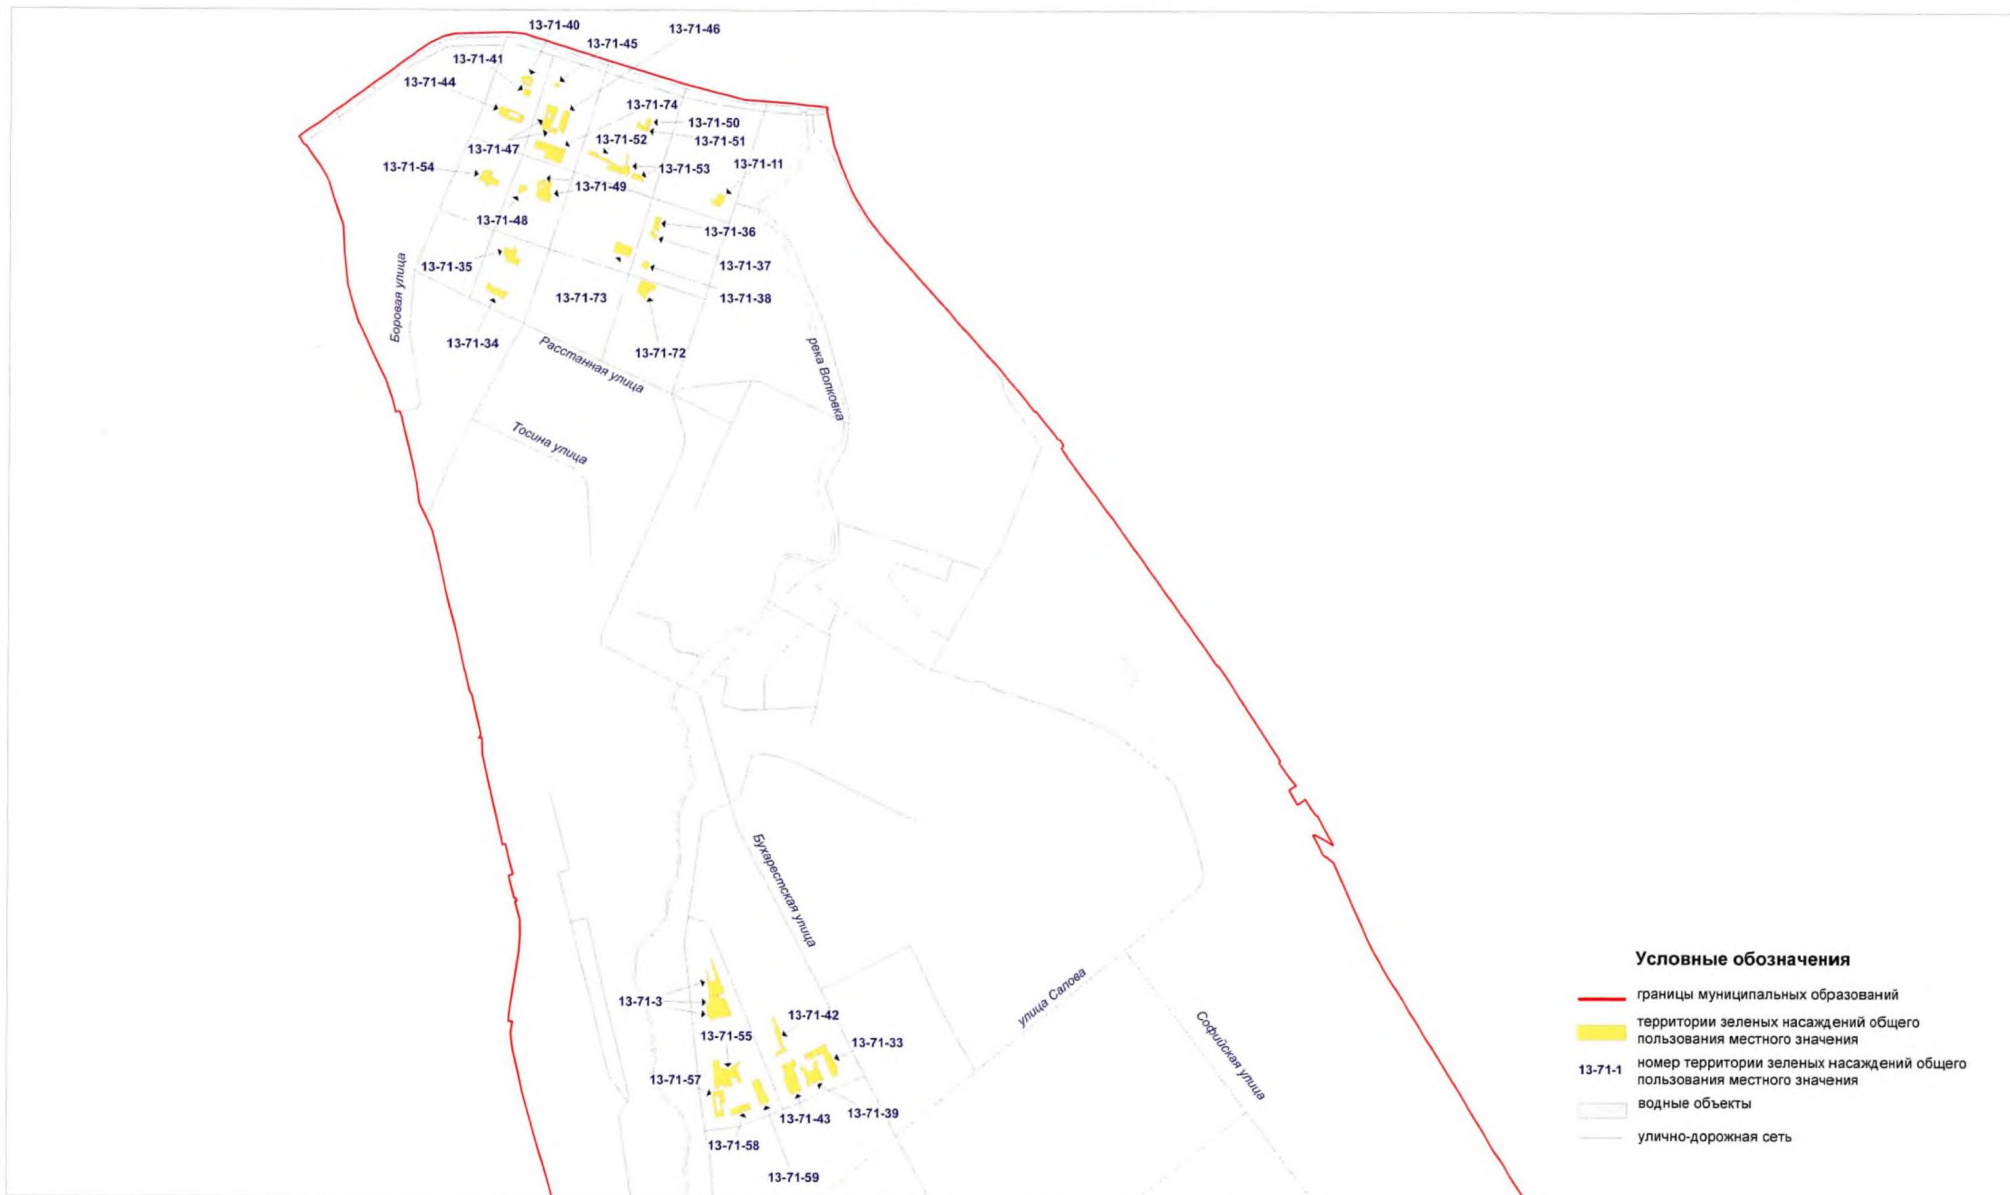 13-71-40
13-71-46
13-71-45
13-71-41
13-71-44
13-71-74
13-71-50
13-71-52
13-71-51
13-71-47
13-71-11
13-71-54
13-71-53
13-71-49
13-71-48
13-71-36
13-71-35
13-71-37
13-71-73
13-71-38
Боровая улица
13-71-34
13-71-72
Расстанная улица
река Волковка
Тосина улица
Бухарестская улица
улица Салова
Софийская улица
13-71-3
13-71-42
13-71-55
13-71-33
13-71-57
13-71-43
13-71-39
13-71-58
13-71-59
Условные обозначения
границы муниципальных образований
территории зеленых насаждений общего
пользования местного значения
13-71-1 номер территории зеленых насаждений общего
пользования местного значения
водные объекты
улично-дорожная сеть